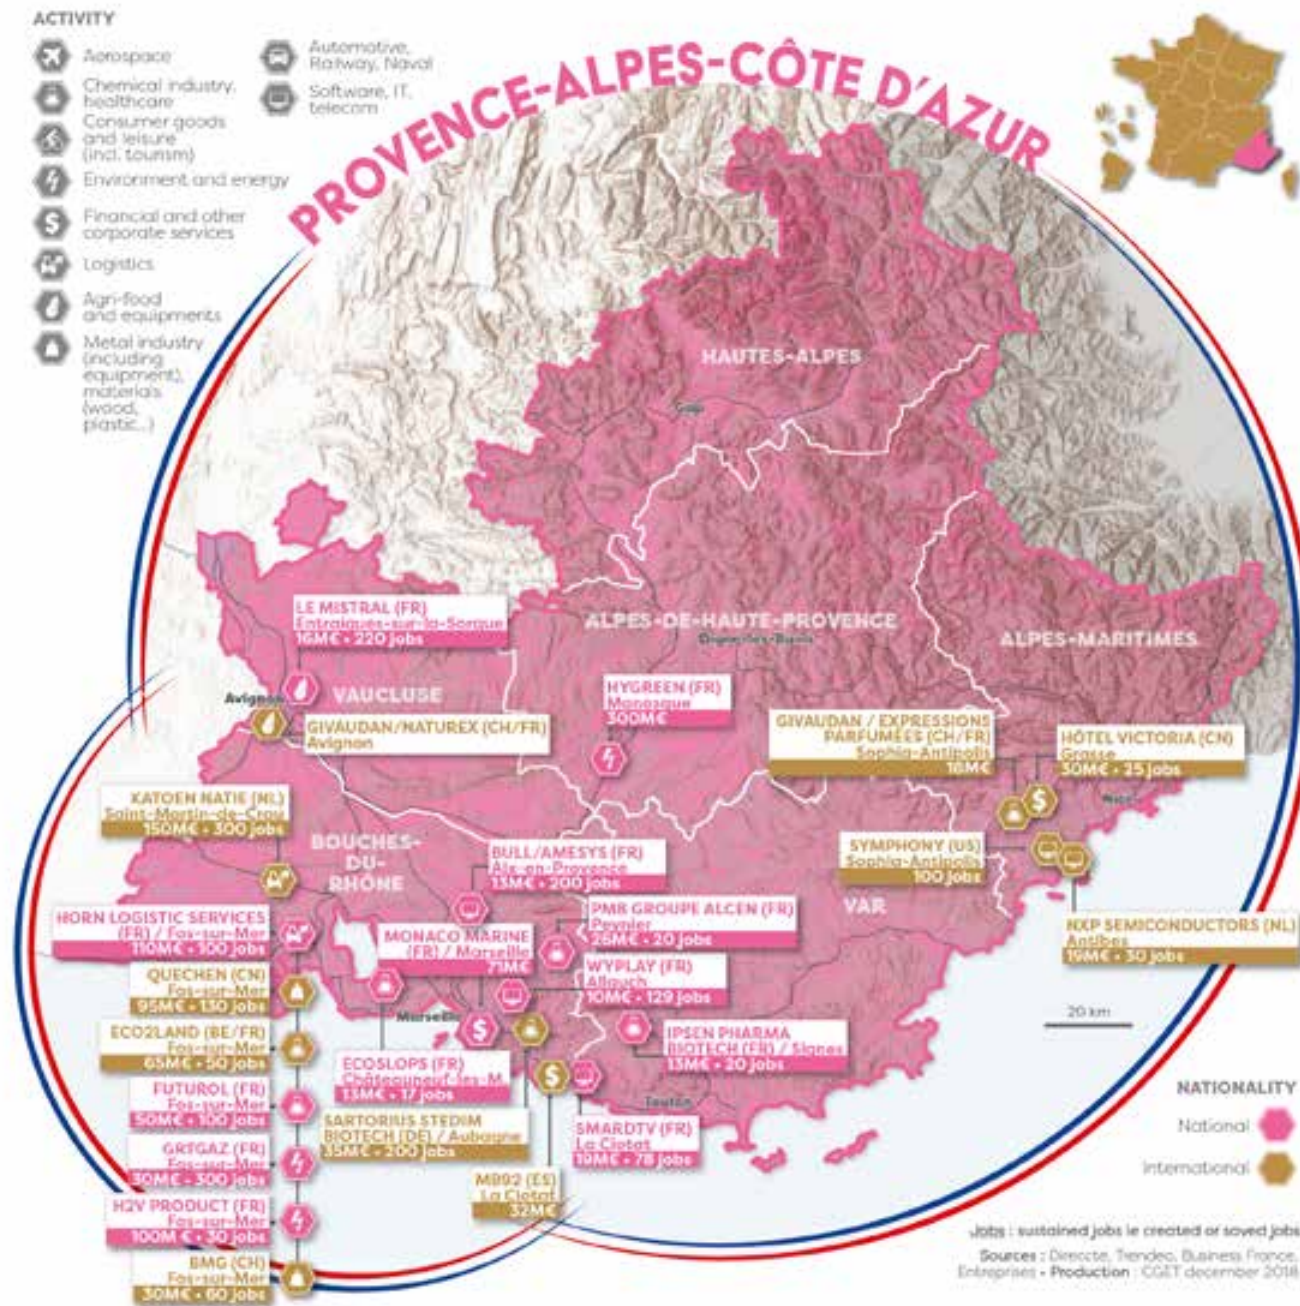 ACTIVITY
Aerospace
Chemical industry,
healthcare
Consumer goods
and leisure
(incl. tourism)
Environment and energy
Financial and other
corporate services
Logistics
Agri-food
and equipments
Metal industry
(including
equipment),
materials
(wood,
plastic...)
Automotive,
Railway, Naval
Software, IT,
telecom
PROVENCE-ALPES-CÔTE D'AZUR
HAUTES-ALPES
Gap
ALPES-DE-HAUTE-PROVENCE
Digne-les-Bains
ALPES-MARITIMES
LE MISTRAL (FR)
Entraigues-sur-la-Sorgue
16M€ • 220 jobs
Avignon
VAUCLUSE
GIVAUDAN/NATUREX (CH/FR)
Avignon
HYGREEN (FR)
Manosque
300M€
GIVAUDAN / EXPRESSIONS
PARFUMÉES (CH/FR)
Sophia-Antipolis
18M€
HÔTEL VICTORIA (CN)
Grasse
30M€ • 25 jobs
Nice
KATOEN NATIE (NL)
Saint-Martin-de-Crau
150M€ • 300 jobs
BOUCHES-
DU-
RHÔNE
BULL/AMESYS (FR)
Aix-en-Provence
13M€ • 200 jobs
SYMPHONY (US)
Sophia-Antipolis
100 jobs
VAR
HORN LOGISTIC SERVICES
(FR) / Fos-sur-Mer
110M€ • 100 jobs
MONACO MARINE
(FR) / Marseille
71M€
PMB GROUPE ALCEN (FR)
Peynier
26M€ • 20 jobs
NXP SEMICONDUCTORS (NL)
Antibes
19M€ • 30 jobs
QUECHEN (CN)
Fos-sur-Mer
95M€ • 130 jobs
WYPLAY (FR)
Allauch
10M€ • 129 jobs
Marseille
20 km
ECO2LAND (BE/FR)
Fos-sur-Mer
65M€ • 50 jobs
ECOSLOPS (FR)
Châteauneuf-les-M.
13M€ • 17 jobs
IPSEN PHARMA
BIOTECH (FR) / Signes
13M€ • 20 jobs
FUTUROL (FR)
Fos-sur-Mer
50M€ • 100 jobs
SARTORIUS STEDIM
BIOTECH (DE) / Aubagne
35M€ • 200 jobs
Toulon
SMARDTV (FR)
La Ciotat
19M€ • 78 jobs
GRTGAZ (FR)
Fos-sur-Mer
30M€ • 300 jobs
MB92 (ES)
La Ciotat
32M€
H2V PRODUCT (FR)
Fos-sur-Mer
100M € • 30 jobs
BMG (CH)
Fos-sur-Mer
30M€ • 60 jobs
NATIONALITY
National
International
Jobs : sustained jobs ie created or saved jobs
Sources : Direccte, Trendeo, Business France,
Entreprises - Production : CGET december 2018